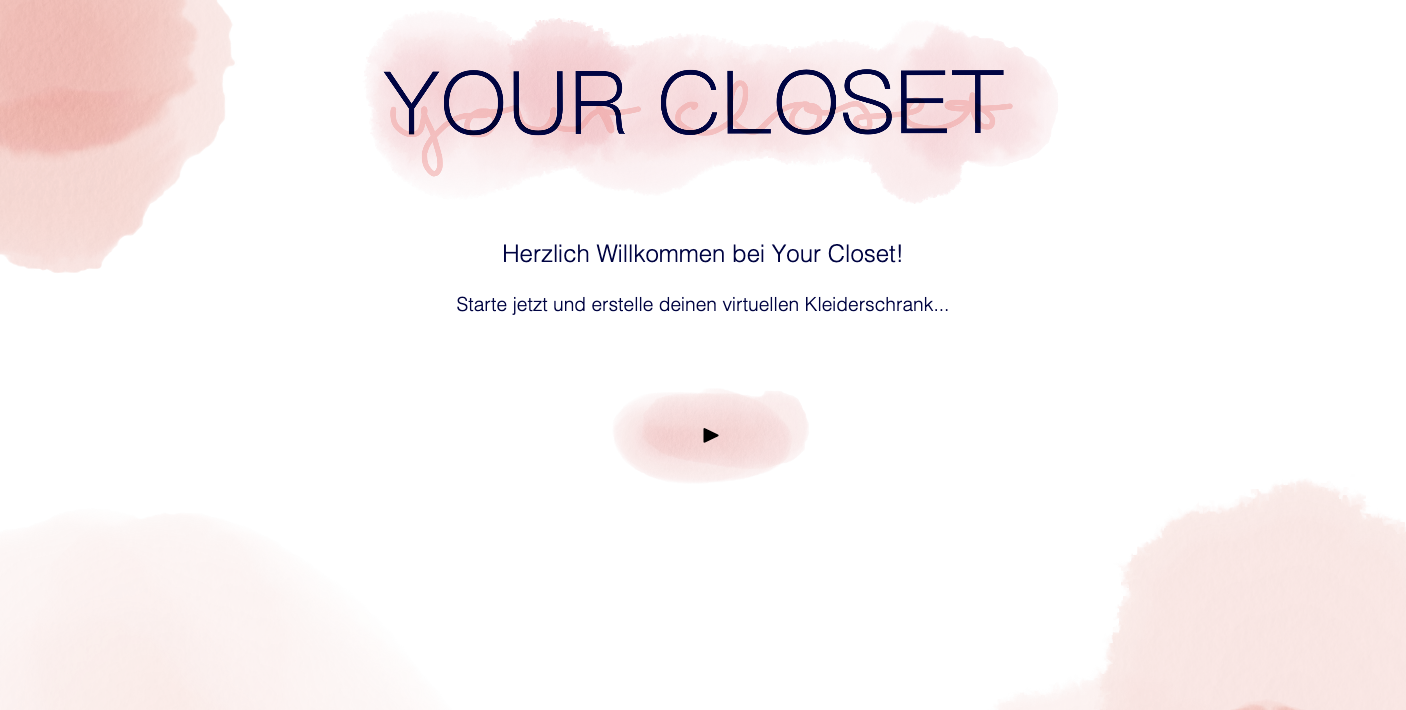 YOUR CLOSET
your closet
Herzlich Willkommen bei Your Closet!
Starte jetzt und erstelle deinen virtuellen Kleiderschrank...